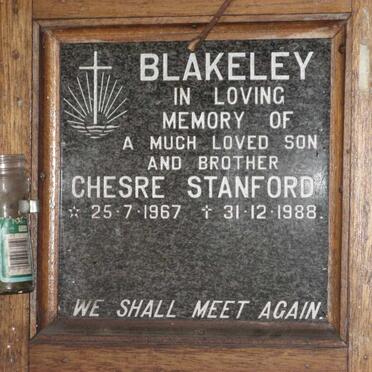 BLAKELEY
IN LOVING
MEMORY OF
A MUCH LOVED SON
AND BROTHER
CHESRE STANFORD
☆ 25·7·1967 † 31·12·1988.
WE SHALL MEET AGAIN.